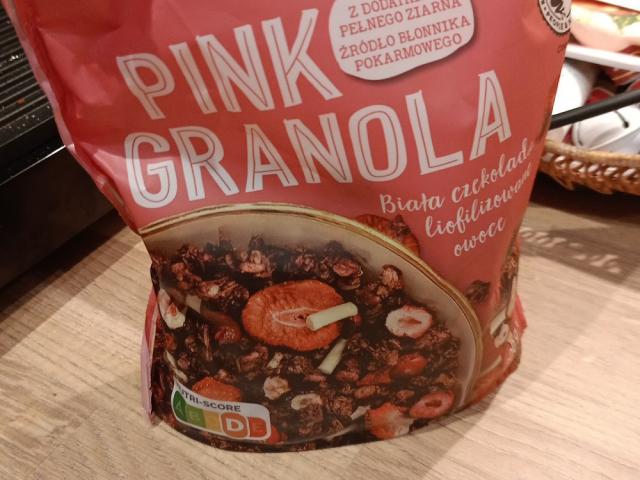 Z DODATKIEM
PEŁNEGO ZIARNA
ŹRÓDŁO BŁONNIKA
POKARMOWEGO
PINK
GRANOLA
Biała czekolada,
liofilizowane
owoce
NUTRI-SCORE
A
D
E